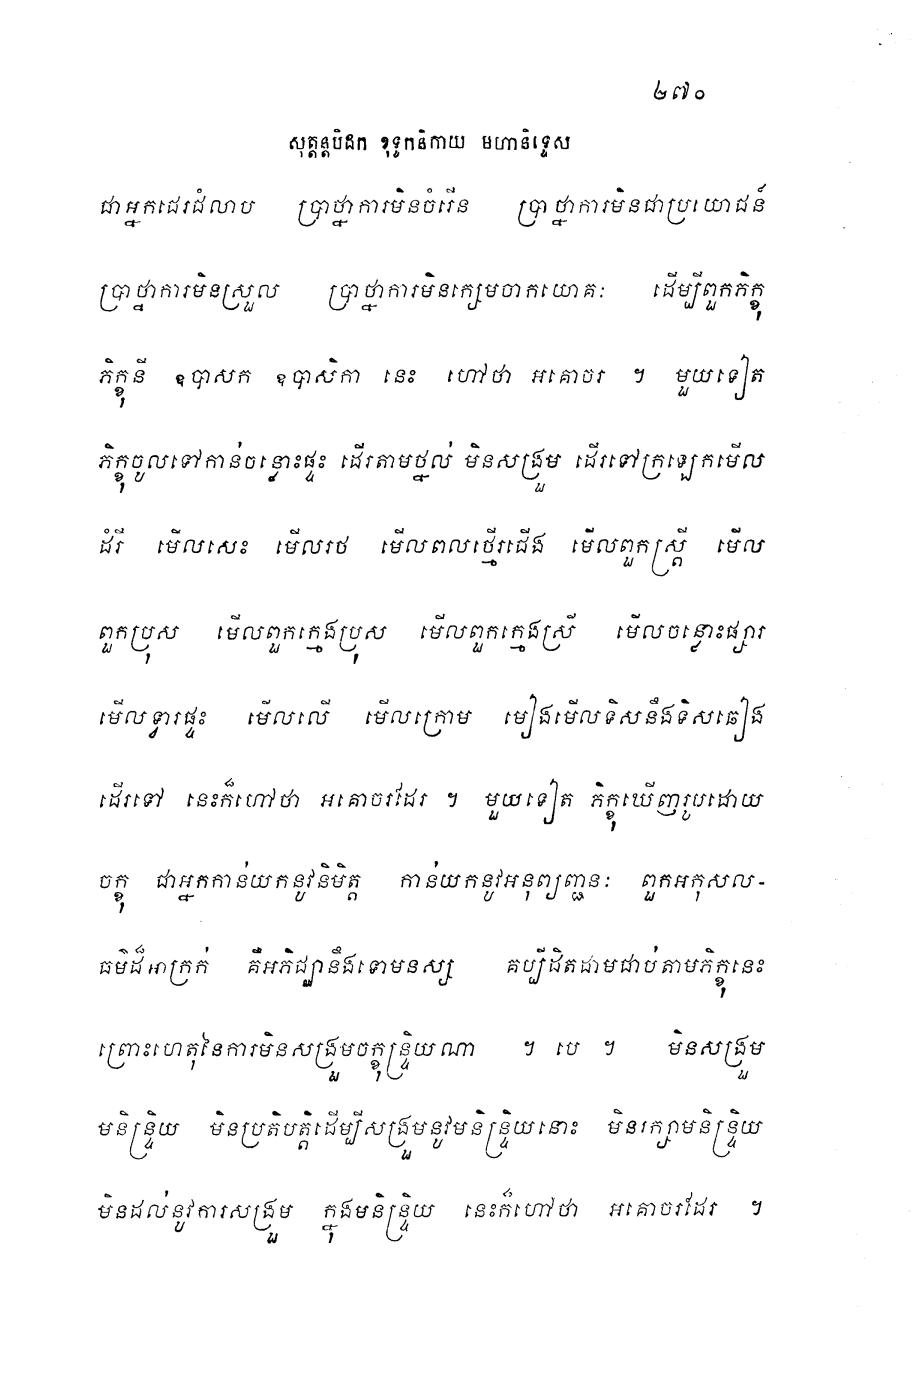 ២៧០
សុត្តន្តបិដក ខុទ្ទកនិកាយ មហានិទ្ទេស
ជាអ្នកជេរជំលាប ប្រាថ្នាការមិនចំរើន ប្រាថ្នាការមិនជាប្រយោជន៍
ប្រាថ្នាការមិនស្រួល ប្រាថ្នាការមិនក្សេមចាកយោគៈ ដើម្បីពួកភិក្ខុ
ភិក្ខុនី ឧបាសក ឧបាសិកា នេះ ហៅថា អគោចរ ។ មួយទៀត
ភិក្ខុចូលទៅកាន់ចន្លោះផ្ទះ ដើរតាមថ្នល់ មិនសង្រួម ដើរទៅក្រឡេកមើល
ដំរី មើលសេះ មើលរថ មើលពលថ្មើរជើង មើលពួកស្ត្រី មើល
ពួកប្រុស មើលពួកក្មេងប្រុស មើលពួកក្មេងស្រី មើលចន្លោះផ្សារ
មើលទ្វារផ្ទះ មើលលើ មើលក្រោម មៀងមើលទិសនឹងទិសឆៀង
ដើរទៅ នេះក៏ហៅថា អគោចរដែរ ។ មួយទៀត ភិក្ខុឃើញរូបដោយ
ចក្ខុ ជាអ្នកកាន់យកនូវនិមិត្ត កាន់យកនូវអនុព្យញ្ជនៈ ពួកអកុសល-
ធម៌ដ៏អាក្រក់ គឺអភិជ្ឈានឹងទោមនស្ស គប្បីជិតដាមជាប់តាមភិក្ខុនេះ
ព្រោះហេតុនៃការមិនសង្រួមចក្ខុន្ទ្រិយណា ។ បេ ។ មិនសង្រួម
មនិន្ទ្រិយ មិនប្រតិបត្តិដើម្បីសង្រួមនូវមនិន្ទ្រិយនោះ មិនរក្សាមនិន្ទ្រិយ
មិនដល់នូវការសង្រួម ក្នុងមនិន្ទ្រិយ នេះក៏ហៅថា អគោចរដែរ ។